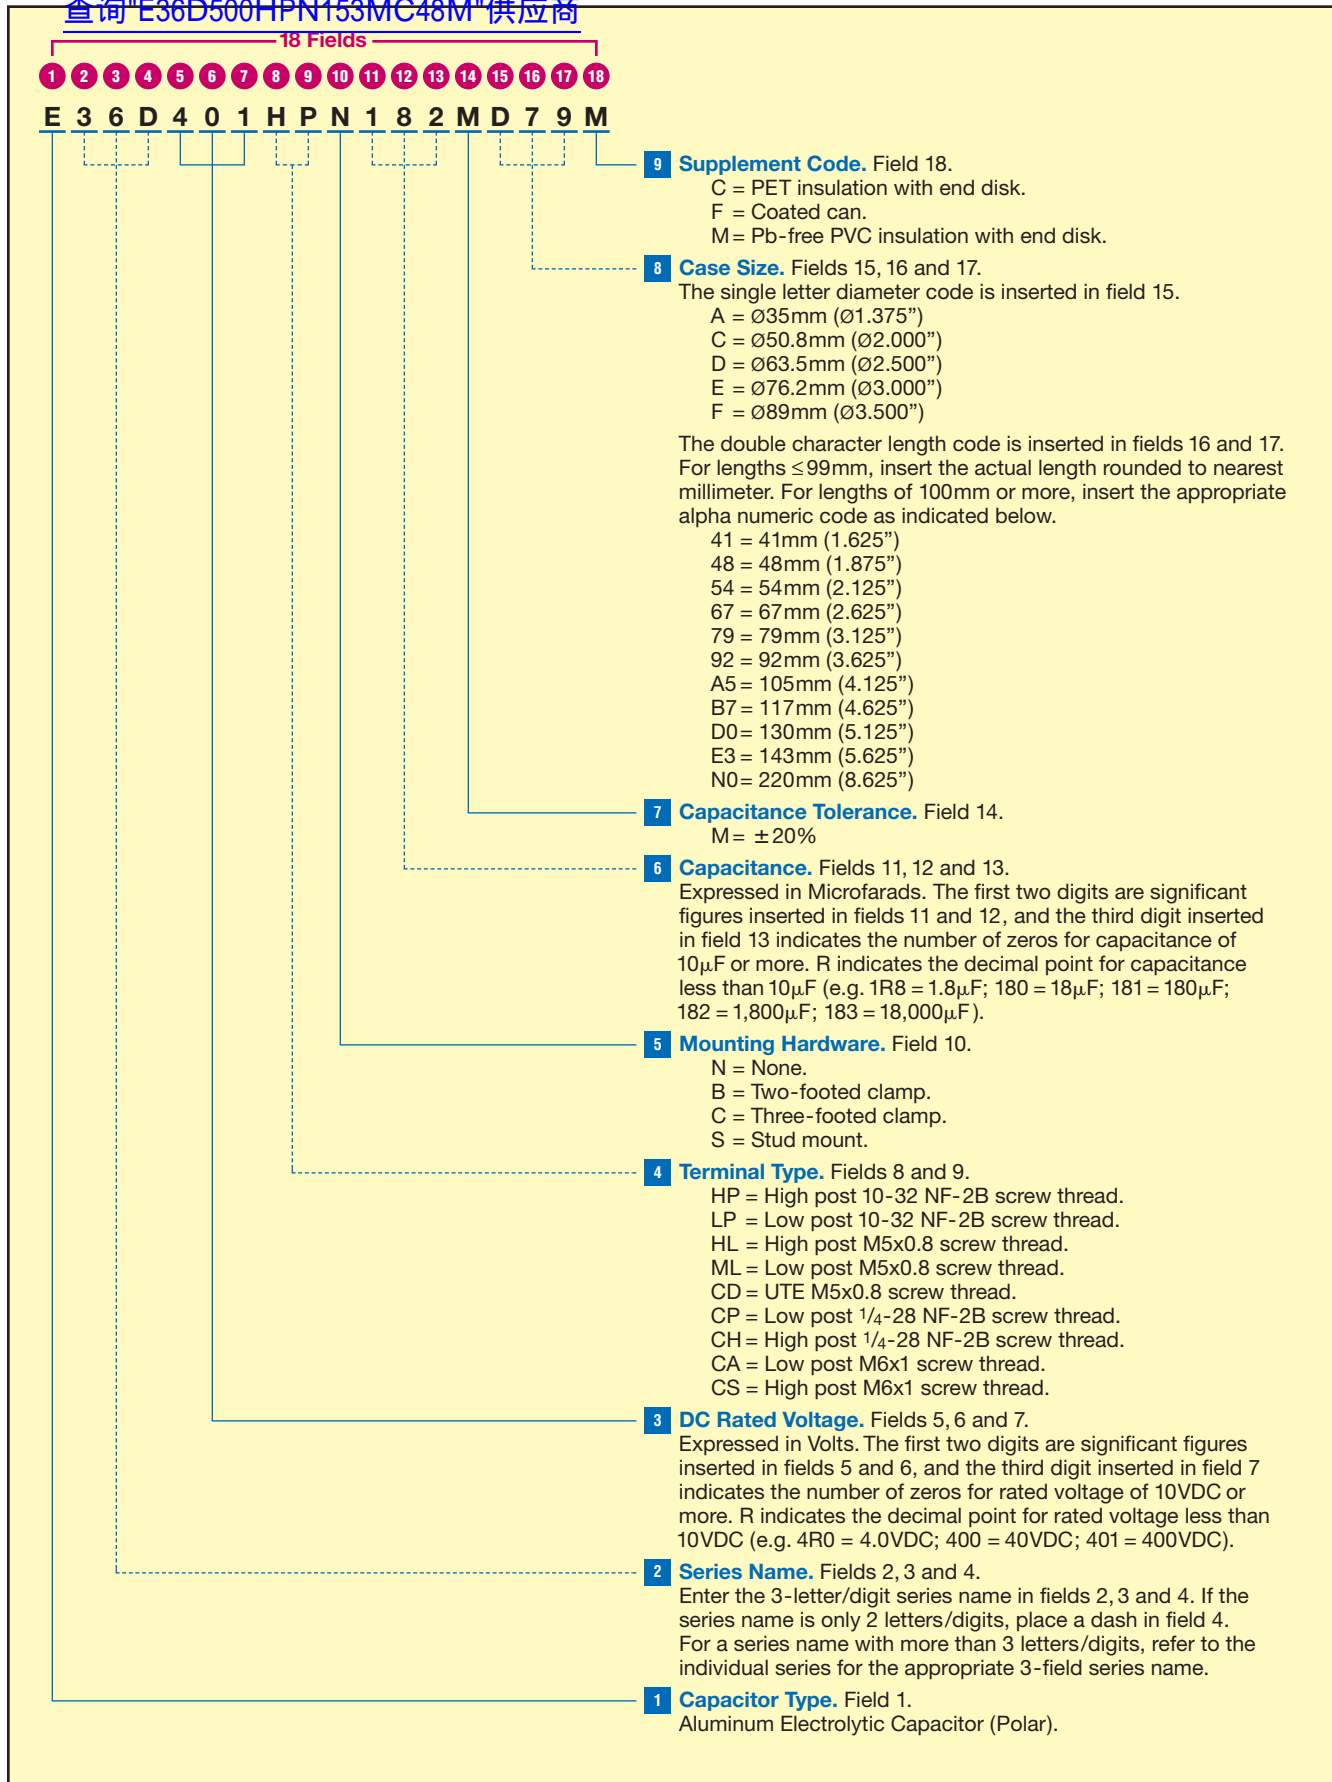 查询"E36D500HPN153MC48M"供应商
18 Fields
1 2 3 4 5 6 7 8 9 10 11 12 13 14 15 16 17 18
E 3 6 D 4 0 1 H P N 1 8 2 M D 7 9 M
9 Supplement Code. Field 18.
C = PET insulation with end disk.
F = Coated can.
M = Pb-free PVC insulation with end disk.
8 Case Size. Fields 15, 16 and 17.
The single letter diameter code is inserted in field 15.
A = Ø35mm (Ø1.375”)
C = Ø50.8mm (Ø2.000”)
D = Ø63.5mm (Ø2.500”)
E = Ø76.2mm (Ø3.000”)
F = Ø89mm (Ø3.500”)
The double character length code is inserted in fields 16 and 17.
For lengths ≤99mm, insert the actual length rounded to nearest
millimeter. For lengths of 100mm or more, insert the appropriate
alpha numeric code as indicated below.
41 = 41mm (1.625”)
48 = 48mm (1.875”)
54 = 54mm (2.125”)
67 = 67mm (2.625”)
79 = 79mm (3.125”)
92 = 92mm (3.625”)
A5 = 105mm (4.125”)
B7 = 117mm (4.625”)
D0 = 130mm (5.125”)
E3 = 143mm (5.625”)
N0 = 220mm (8.625”)
7 Capacitance Tolerance. Field 14.
M = ±20%
6 Capacitance. Fields 11, 12 and 13.
Expressed in Microfarads. The first two digits are significant
figures inserted in fields 11 and 12, and the third digit inserted
in field 13 indicates the number of zeros for capacitance of
10µF or more. R indicates the decimal point for capacitance
less than 10µF (e.g. 1R8 = 1.8µF; 180 = 18µF; 181 = 180µF;
182 = 1,800µF; 183 = 18,000µF).
5 Mounting Hardware. Field 10.
N = None.
B = Two-footed clamp.
C = Three-footed clamp.
S = Stud mount.
4 Terminal Type. Fields 8 and 9.
HP = High post 10-32 NF-2B screw thread.
LP = Low post 10-32 NF-2B screw thread.
HL = High post M5x0.8 screw thread.
ML = Low post M5x0.8 screw thread.
CD = UTE M5x0.8 screw thread.
CP = Low post 1/4-28 NF-2B screw thread.
CH = High post 1/4-28 NF-2B screw thread.
CA = Low post M6x1 screw thread.
CS = High post M6x1 screw thread.
3 DC Rated Voltage. Fields 5, 6 and 7.
Expressed in Volts. The first two digits are significant figures
inserted in fields 5 and 6, and the third digit inserted in field 7
indicates the number of zeros for rated voltage of 10VDC or
more. R indicates the decimal point for rated voltage less than
10VDC (e.g. 4R0 = 4.0VDC; 400 = 40VDC; 401 = 400VDC).
2 Series Name. Fields 2, 3 and 4.
Enter the 3-letter/digit series name in fields 2, 3 and 4. If the
series name is only 2 letters/digits, place a dash in field 4.
For a series name with more than 3 letters/digits, refer to the
individual series for the appropriate 3-field series name.
1 Capacitor Type. Field 1.
Aluminum Electrolytic Capacitor (Polar).